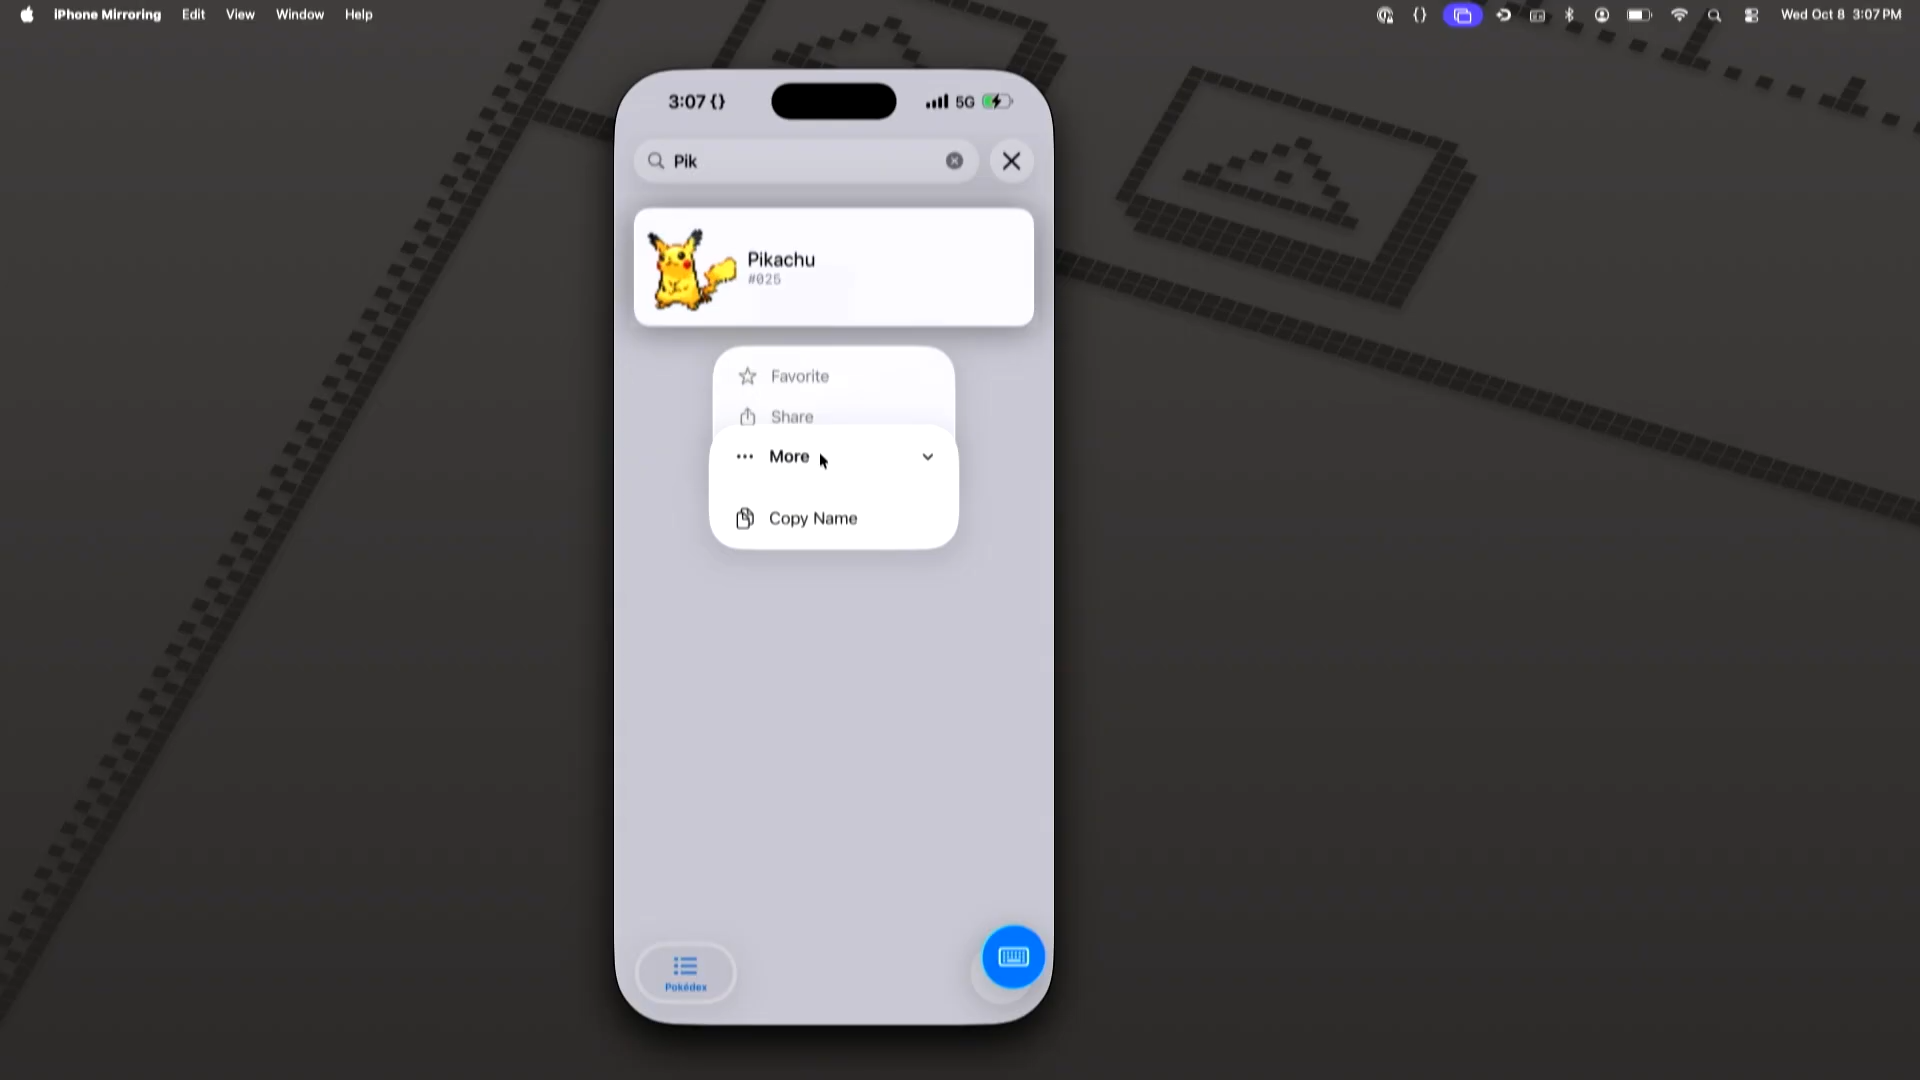 iPhone Mirroring Edit View Window Help Wed Oct 8 3:07 PM
3:07 {} 5G
Pik
Pikachu
#025
Favorite
Share
More
Copy Name
Pokédex